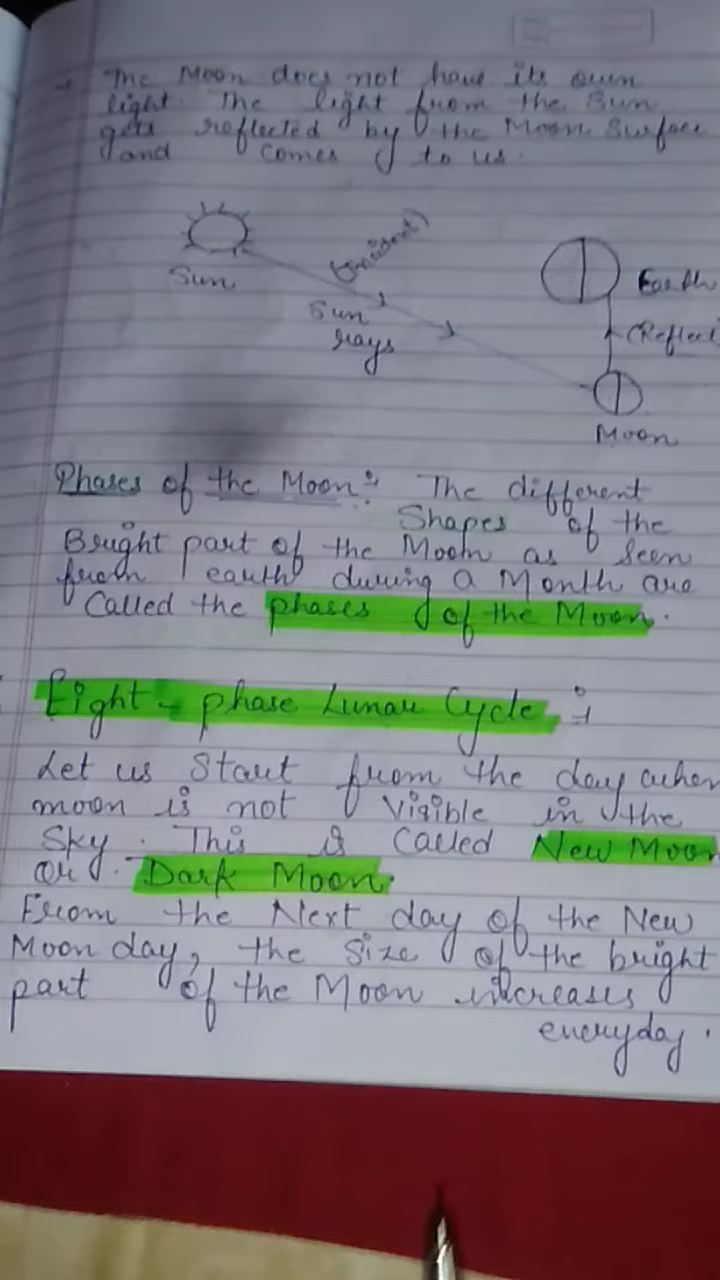 → The Moon does not have its own
light. The light from the Sun
gets reflected by the Moon Surface
and comes to us.
(Incident)
Sun
Earth
Sun
rays
(Reflect
Moon
Phases of the Moon: The different
Shapes of the
Bright part of the Moon as seen
from earth during a Month are
Called the phases of the Moon.
Eight - phase Lunar Cycle :-
Let us Start from the day when
moon is not visible in the
Sky. This is Called New Moon
or Dark Moon.
From the Next day of the New
Moon day, the size of the bright
part of the Moon increases
everyday.